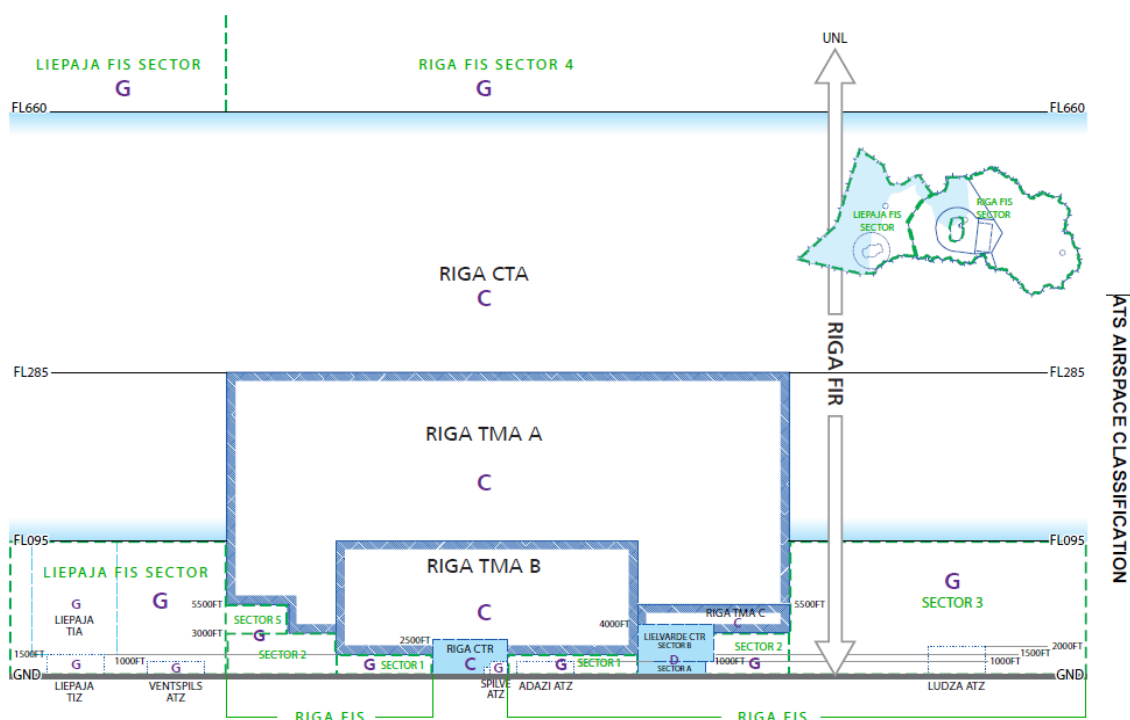 UNL
LIEPAJA FIS SECTOR
G
RIGA FIS SECTOR 4
G
FL660
FL660
LIEPAJA FIS
SECTOR
RIGA FIS
SECTOR
RIGA CTA
C
RIGA FIR
ATS AIRSPACE CLASSIFICATION
FL285
FL285
RIGA TMA A
C
FL095
FL095
LIEPAJA FIS SECTOR
G
G
LIEPAJA
TIA
RIGA TMA B
C
G
SECTOR 3
5500FT
SECTOR 5
G
3000FT
SECTOR 2
5500FT
RIGA TMA C
C
4000FT
LIELVARDE CTR
SECTOR B
D
SECTOR A
SECTOR 2
G
1000FT
2500FT
RIGA CTR
C
G
G
SECTOR 1
G
SECTOR 1
1500FT
G
1000FT
G
2000FT
1500FT
1000FT
GND
GND
LIEPAJA
TIZ
VENTSPILS
ATZ
SPILVE
ATZ
ADAZI ATZ
LUDZA ATZ
RIGA FIS
RIGA FIS